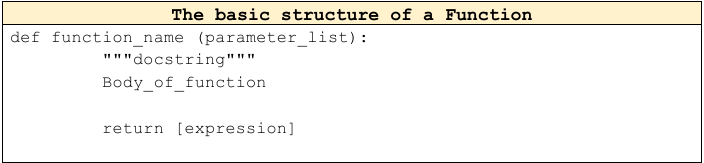 The basic structure of a Function
def function_name (parameter_list):
"""docstring"""
Body_of_function
return [expression]